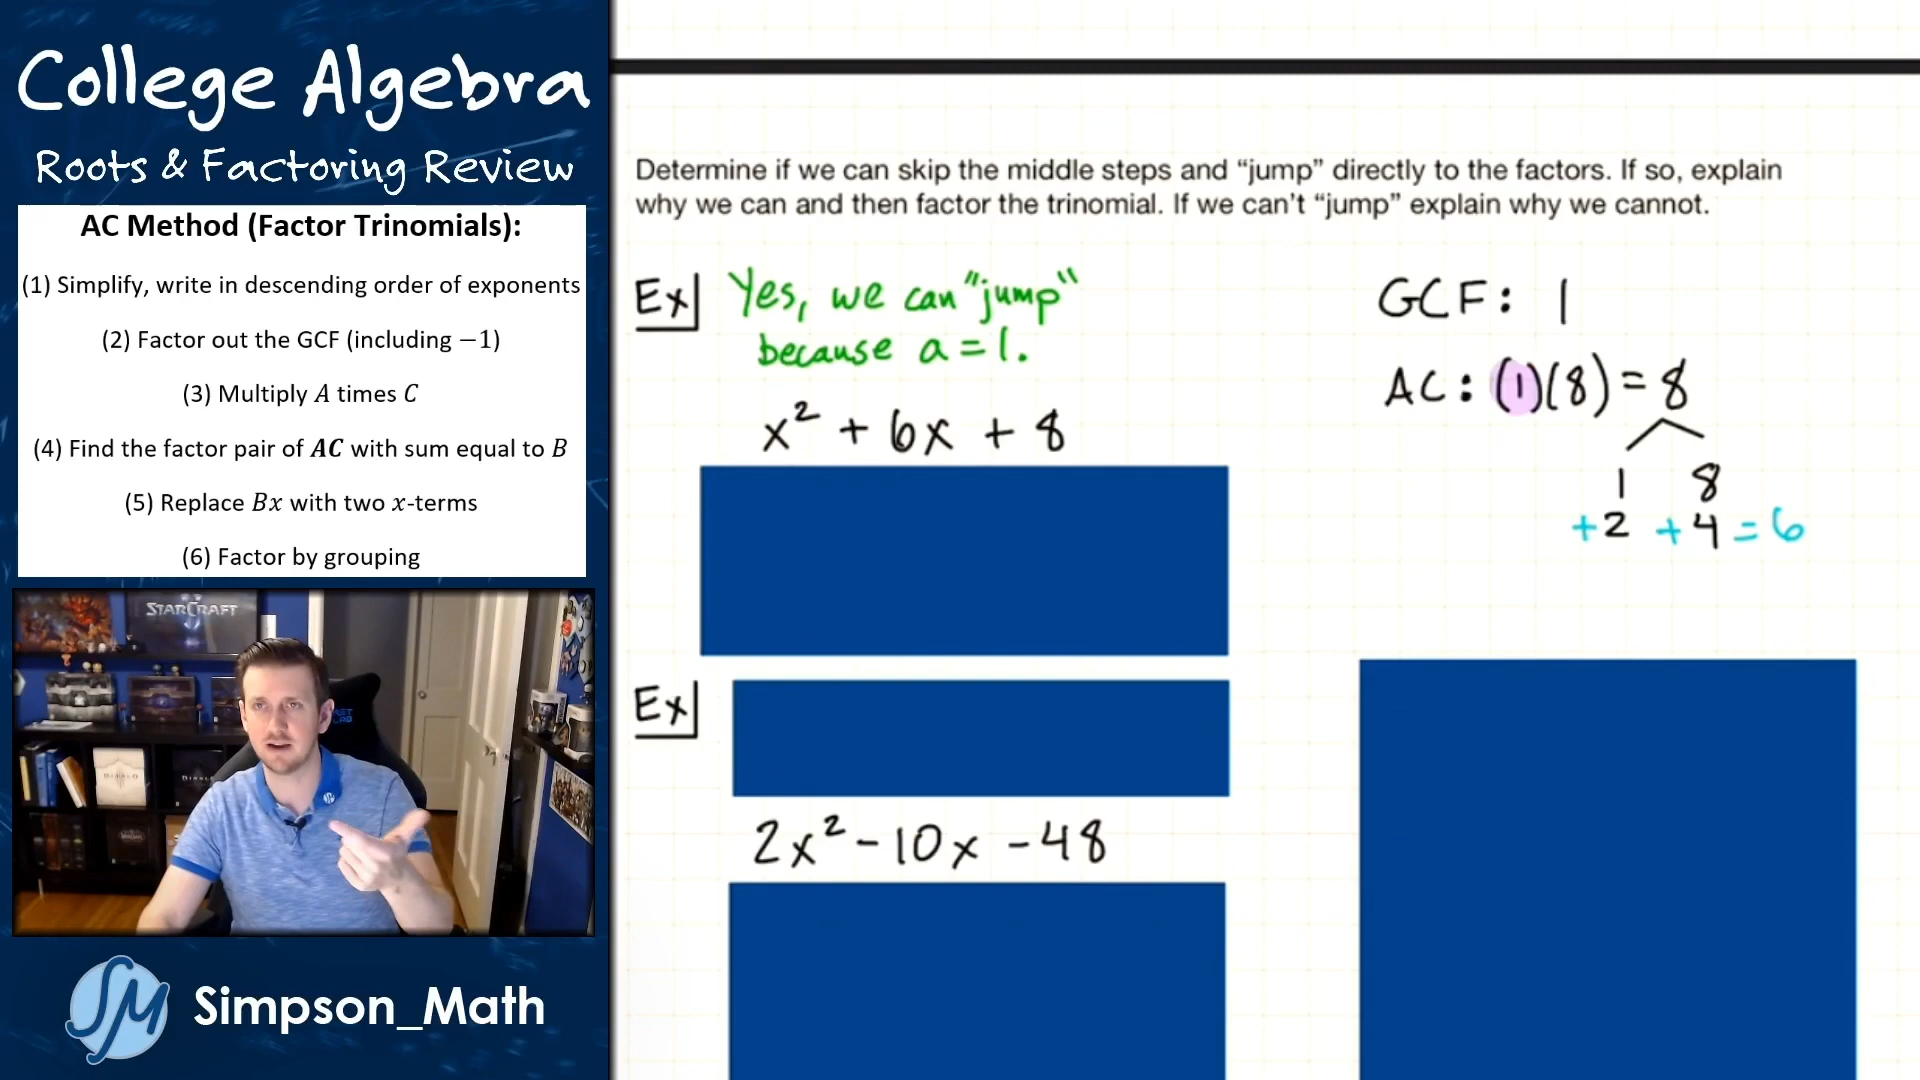 College Algebra
Roots & Factoring Review
AC Method (Factor Trinomials):
(1) Simplify, write in descending order of exponents
(2) Factor out the GCF (including −1)
(3) Multiply A times C
(4) Find the factor pair of AC with sum equal to B
(5) Replace Bx with two x-terms
(6) Factor by grouping
STARCRAFT
DIABLO
SM
Simpson_Math
Determine if we can skip the middle steps and “jump” directly to the factors. If so, explain
why we can and then factor the trinomial. If we can’t “jump” explain why we cannot.
Ex
Yes, we can "jump"
because a = 1.
x² + 6x + 8
GCF: 1
AC: (1)(8) = 8
1 8
+2 +4 = 6
Ex
2x² - 10x - 48